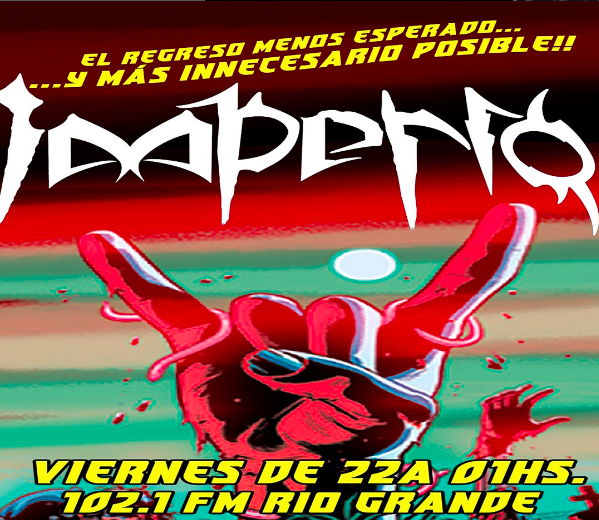 EL REGRESO MENOS ESPERADO...
...Y MÁS INNECESARIO POSIBLE!!
IMPERIO
VIERNES DE 22A 01HS.
102.1 FM RIO GRANDE